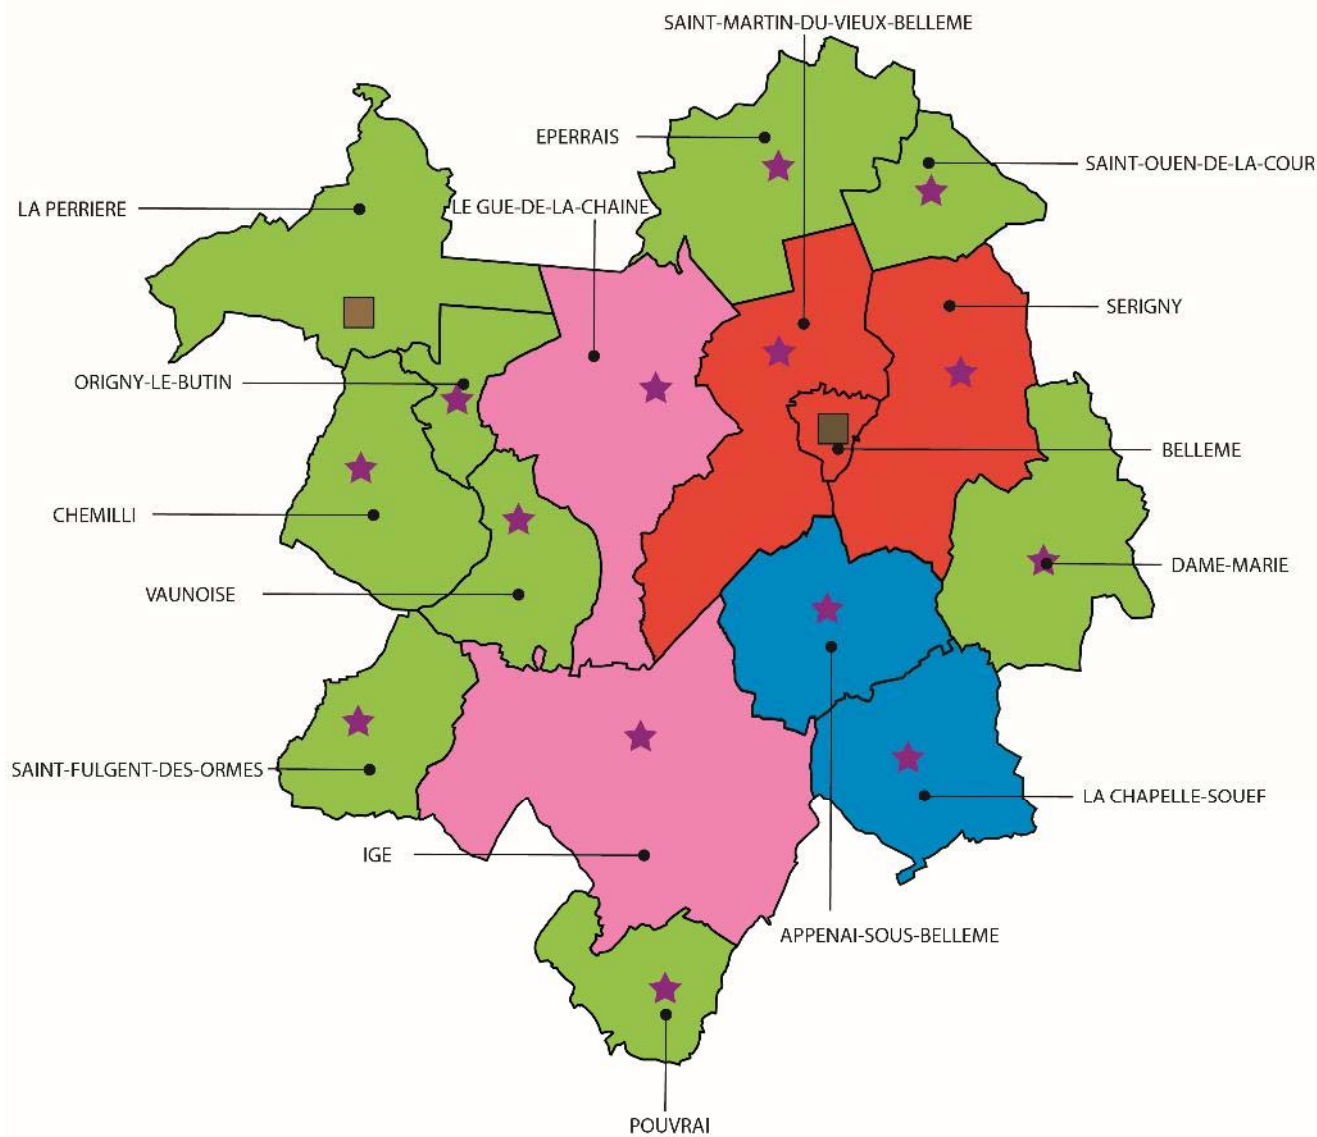 SAINT-MARTIN-DU-VIEUX-BELLEME
EPERRAIS
SAINT-OUEN-DE-LA-COUR
LA PERRIERE
LE GUE-DE-LA-CHAINE
SERIGNY
ORIGNY-LE-BUTIN
BELLEME
CHEMILLI
DAME-MARIE
VAUNOISE
SAINT-FULGENT-DES-ORMES
LA CHAPELLE-SOUEF
IGE
APPENAI-SOUS-BELLEME
POUVRAI